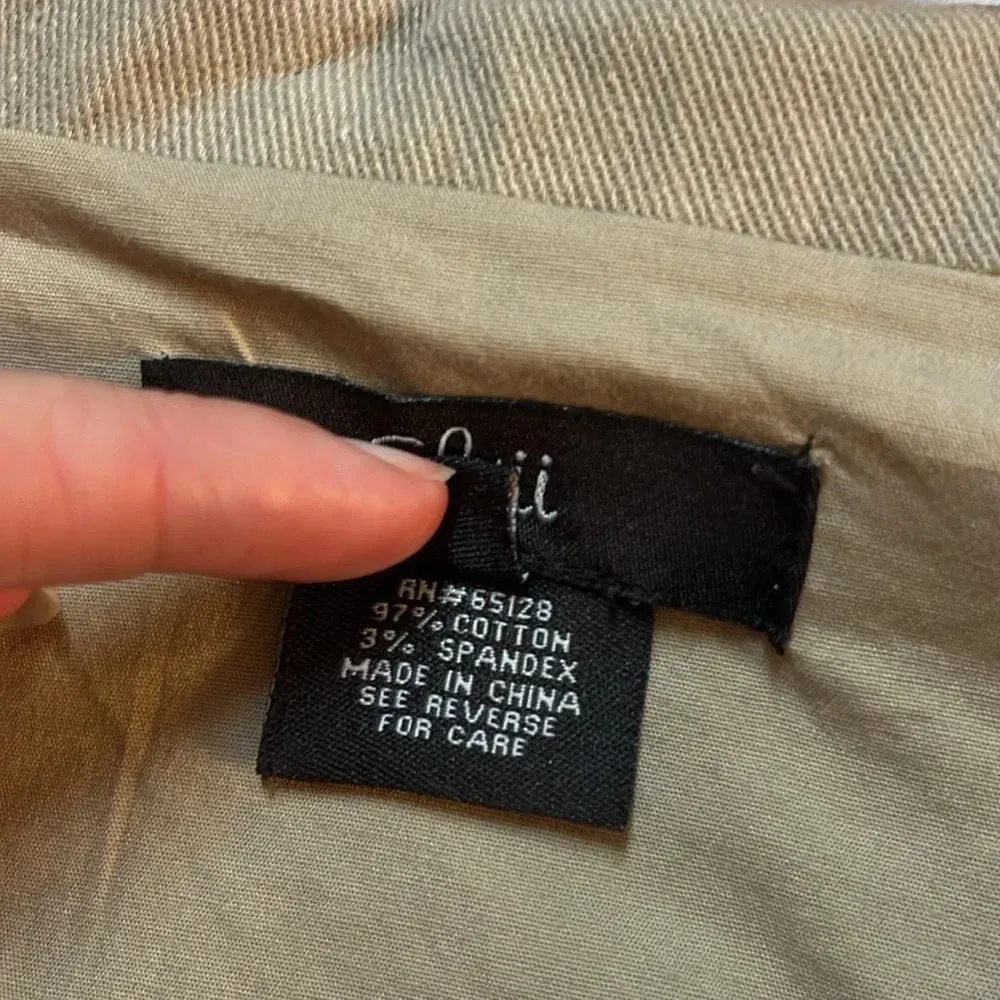 RN#65128
97% COTTON
3% SPANDEX
MADE IN CHINA
SEE REVERSE
FOR CARE